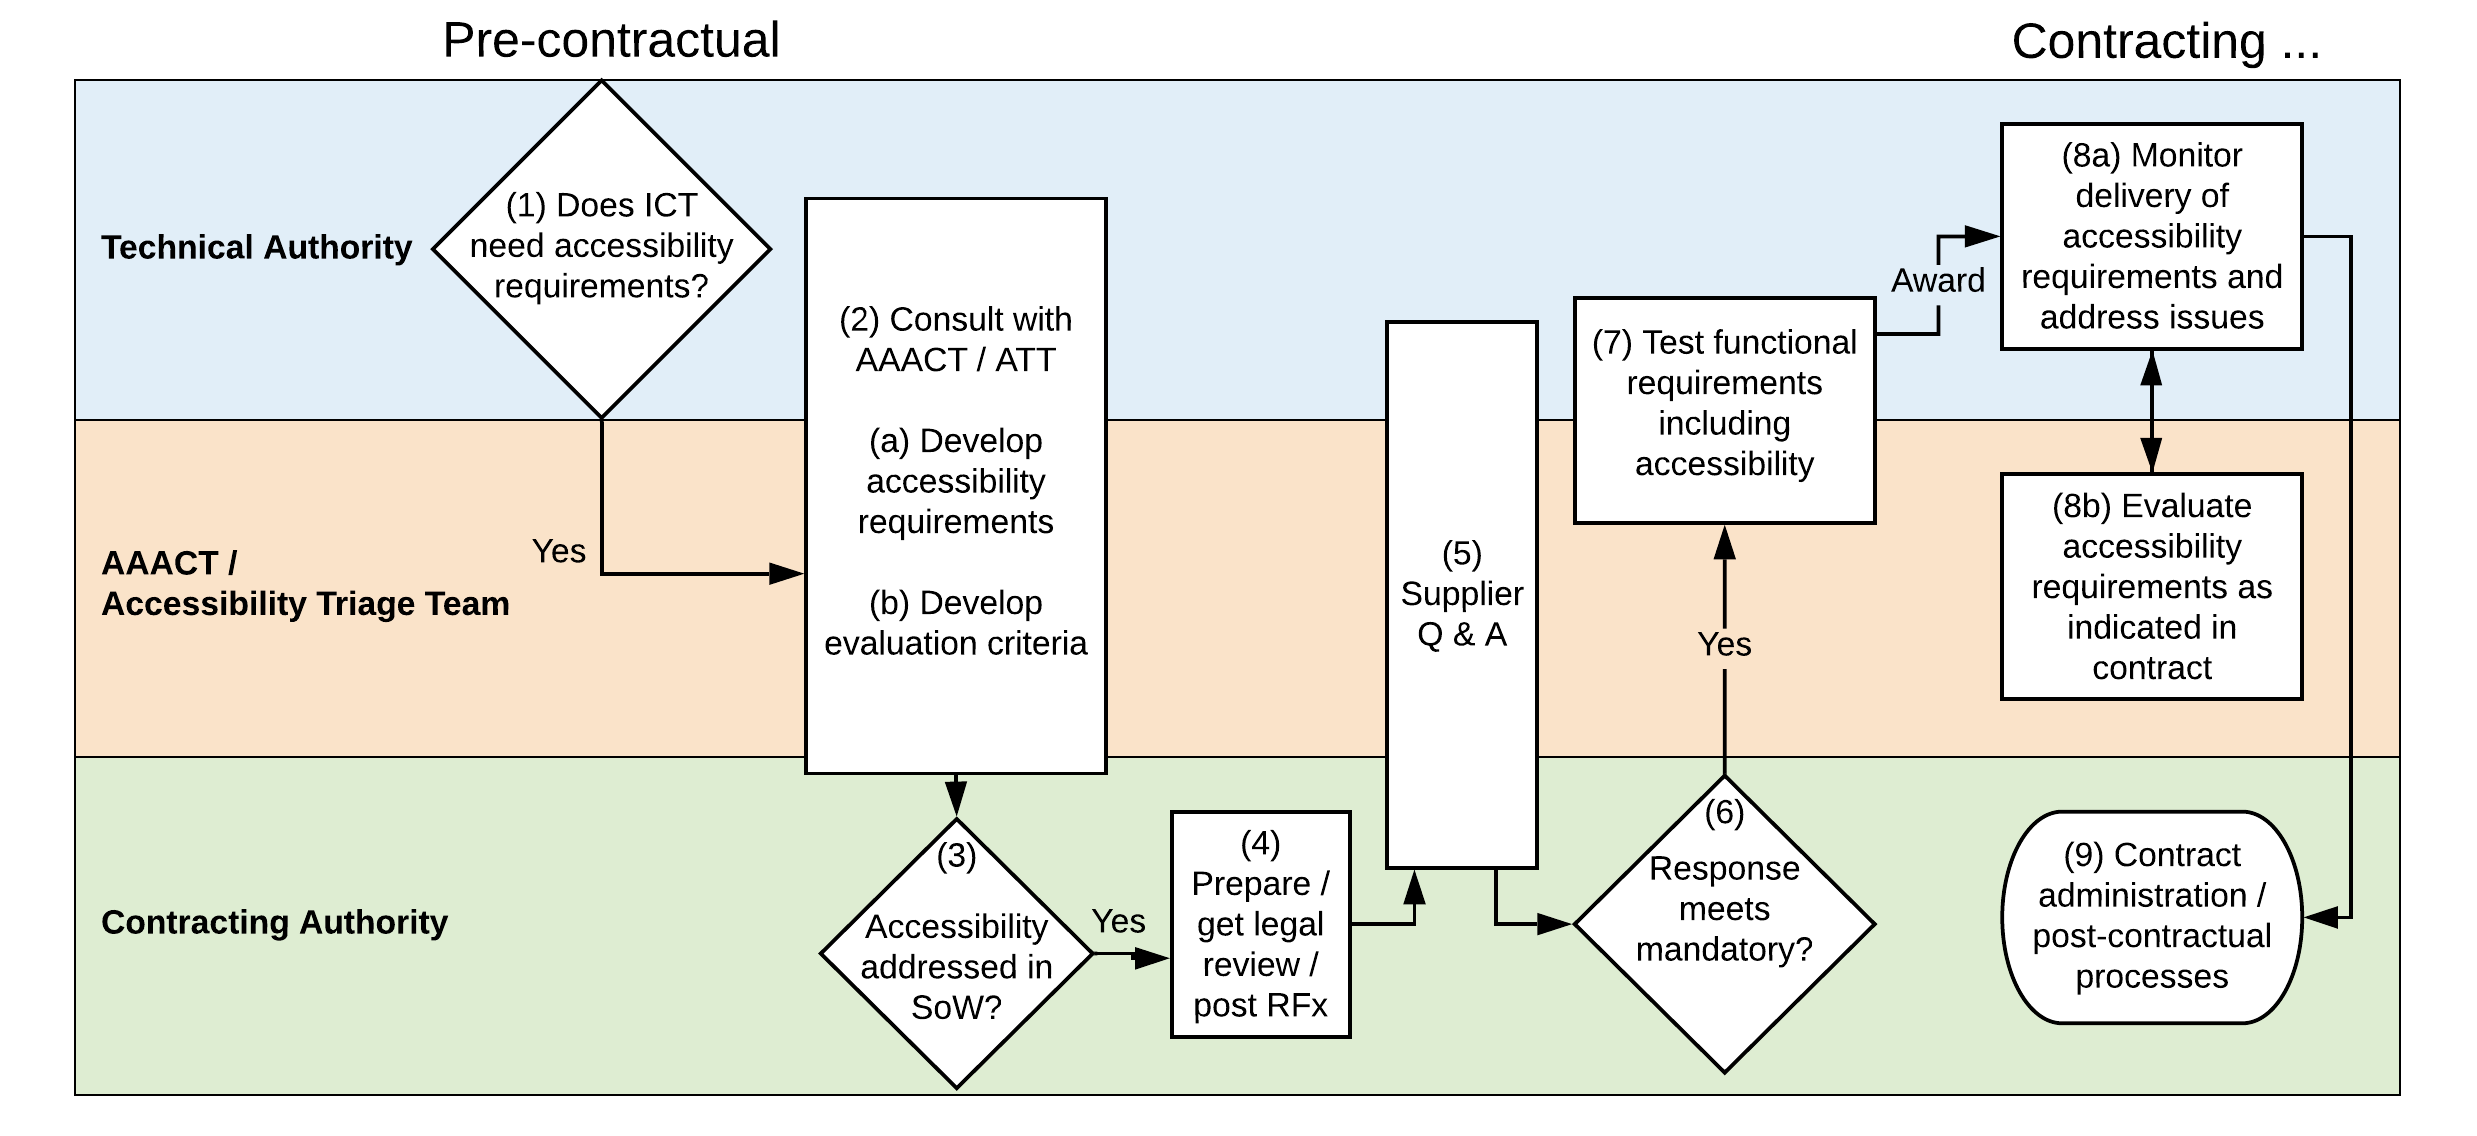 Pre-contractual
Contracting ...
Technical Authority
(1) Does ICT
need accessibility
requirements?
Yes
AAACT /
Accessibility Triage Team
(2) Consult with
AAACT / ATT
(a) Develop
accessibility
requirements
(b) Develop
evaluation criteria
Contracting Authority
(3)
Accessibility
addressed in
SoW?
Yes
(4)
Prepare /
get legal
review /
post RFx
(5)
Supplier
Q & A
(6)
Response
meets
mandatory?
Yes
(7) Test functional
requirements
including
accessibility
Award
(8a) Monitor
delivery of
accessibility
requirements and
address issues
(8b) Evaluate
accessibility
requirements as
indicated in
contract
(9) Contract
administration /
post-contractual
processes